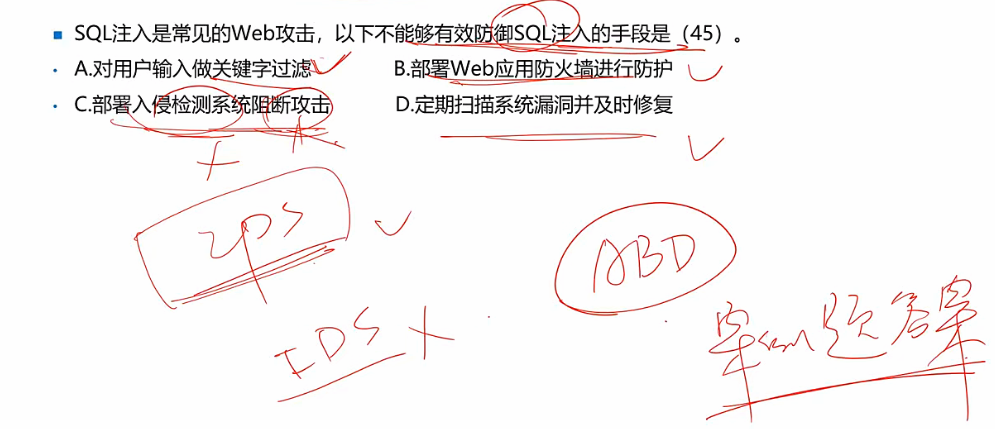 ■ SQL注入是常见的Web攻击，以下不能够有效防御SQL注入的手段是（45）。
· A.对用户输入做关键字过滤 B.部署Web应用防火墙进行防护
· C.部署入侵检测系统阻断攻击 D.定期扫描系统漏洞并及时修复
IPS
ABD
IDS
案例题答案